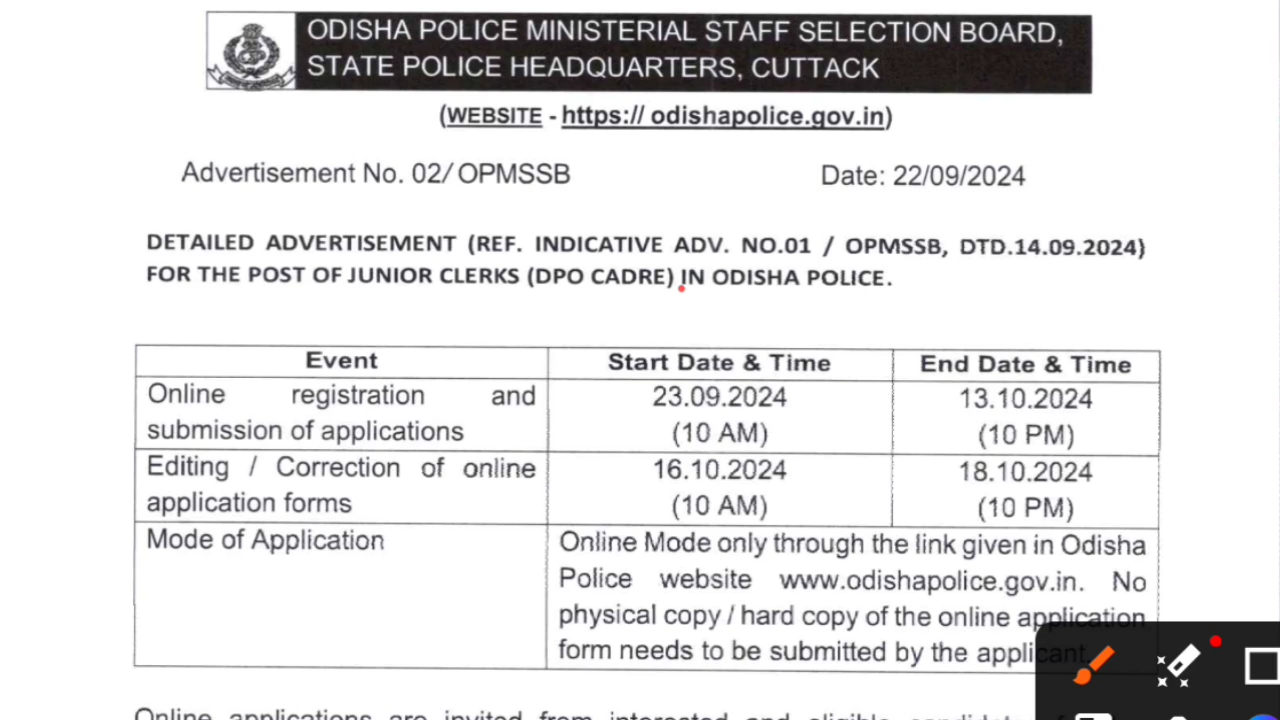 ODISHA POLICE MINISTERIAL STAFF SELECTION BOARD,
STATE POLICE HEADQUARTERS, CUTTACK
(WEBSITE - https:// odishapolice.gov.in)
Advertisement No. 02/ OPMSSB Date: 22/09/2024
DETAILED ADVERTISEMENT (REF. INDICATIVE ADV. NO.01 / OPMSSB, DTD.14.09.2024)
FOR THE POST OF JUNIOR CLERKS (DPO CADRE) IN ODISHA POLICE.
Event Start Date & Time End Date & Time
Online registration and 23.09.2024 13.10.2024
submission of applications (10 AM) (10 PM)
Editing / Correction of online 16.10.2024 18.10.2024
application forms (10 AM) (10 PM)
Mode of Application Online Mode only through the link given in Odisha
Police website www.odishapolice.gov.in. No
physical copy / hard copy of the online application
form needs to be submitted by the applicant.
Online applications are invited from interested and eligible